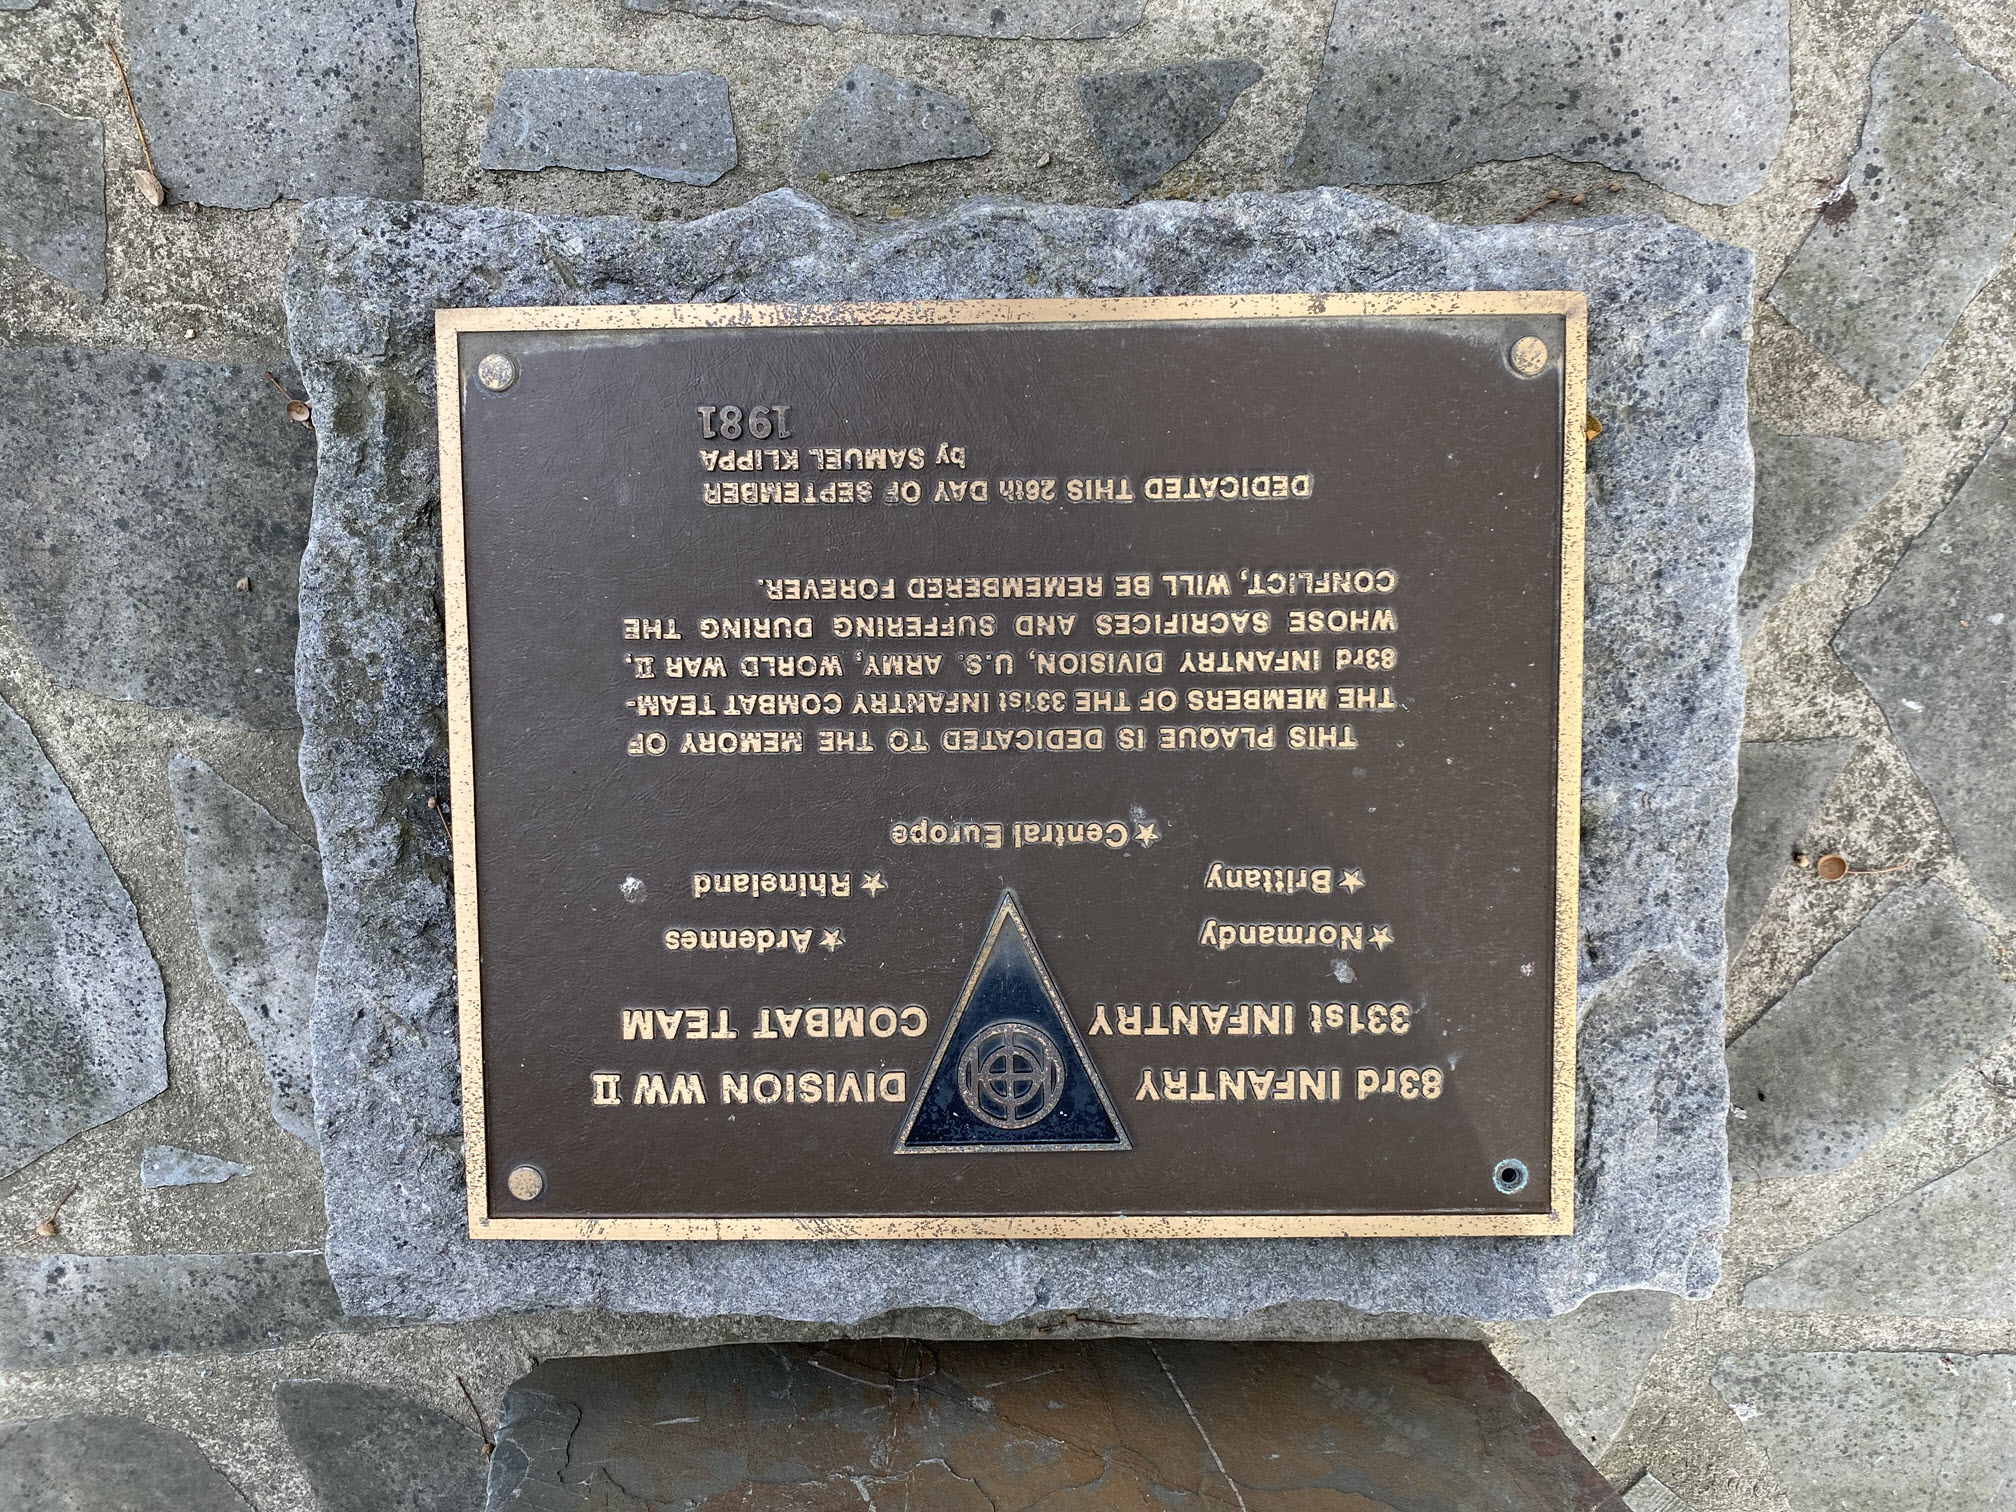 83rd INFANTRY DIVISION WW II
331st INFANTRY COMBAT TEAM
★Normandy ★Ardennes
★Brittany ★Rhineland
★Central Europe
THIS PLAQUE IS DEDICATED TO THE MEMORY OF
THE MEMBERS OF THE 331st INFANTRY COMBAT TEAM-
83rd INFANTRY DIVISION, U.S. ARMY, WORLD WAR II,
WHOSE SACRIFICES AND SUFFERING DURING THE
CONFLICT, WILL BE REMEMBERED FOREVER.
DEDICATED THIS 26th DAY OF SEPTEMBER
by SAMUEL KLIPPA
1981